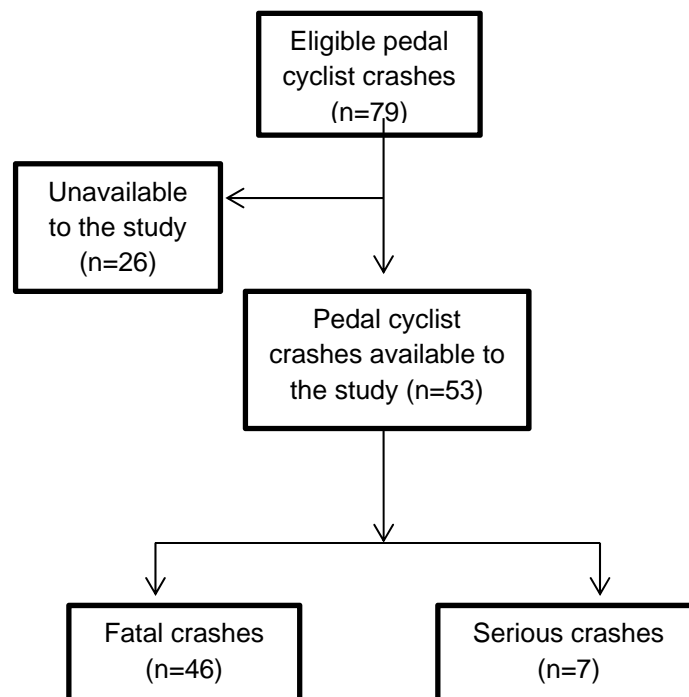 Eligible pedal
cyclist crashes
(n=79)
Unavailable
to the study
(n=26)
Pedal cyclist
crashes available to
the study (n=53)
Fatal crashes
(n=46)
Serious crashes
(n=7)